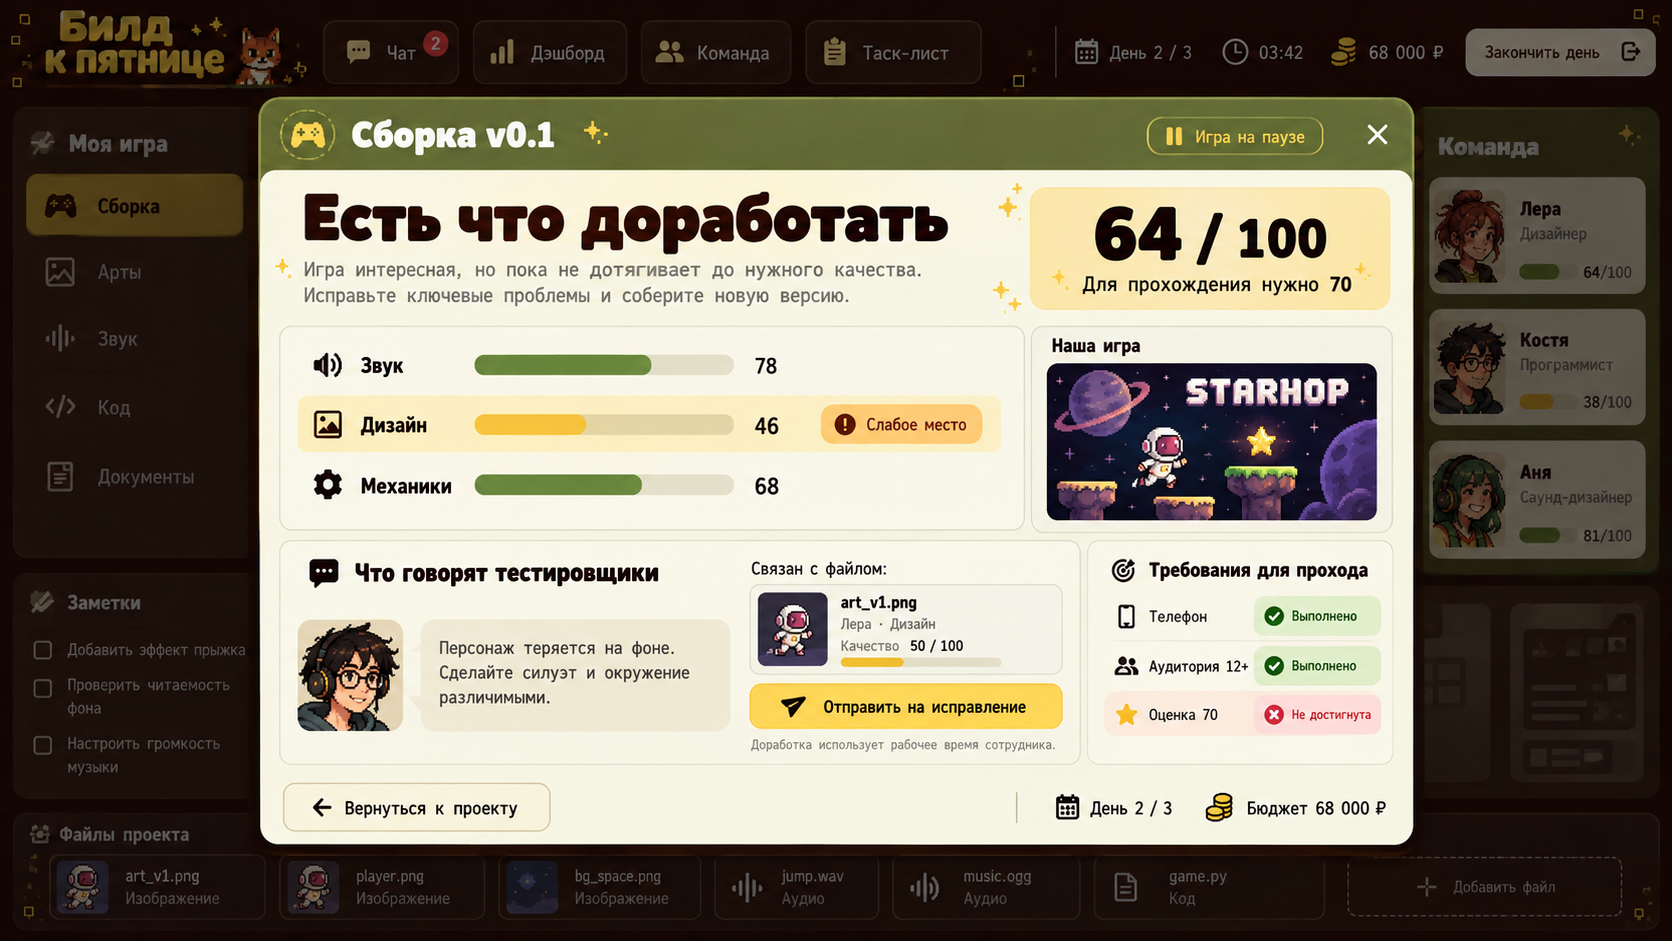 Билд
к пятнице
Чат
2
Дэшборд
Команда
Таск-лист
День 2 / 3
03:42
68 000 ₽
Закончить день
Моя игра
Сборка
Арты
Звук
Код
Документы
Заметки
Добавить эффект прыжка
Проверить читаемость
фона
Настроить громкость
музыки
Сборка v0.1
Игра на паузе
Есть что доработать
Игра интересная, но пока не дотягивает до нужного качества.
Исправьте ключевые проблемы и соберите новую версию.
64 / 100
Для прохождения нужно 70
Звук
78
Дизайн
46
Слабое место
Механики
68
Наша игра
STARHOP
Что говорят тестировщики
Персонаж теряется на фоне.
Сделайте силуэт и окружение
различимыми.
Связан с файлом:
art_v1.png
Лера · Дизайн
Качество 50 / 100
Отправить на исправление
Доработка использует рабочее время сотрудника.
Требования для прохода
Телефон
Выполнено
Аудитория 12+
Выполнено
Оценка 70
Не достигнута
Вернуться к проекту
День 2 / 3
Бюджет 68 000 ₽
Команда
Лера
Дизайнер
64/100
Костя
Программист
38/100
Аня
Саунд-дизайнер
81/100
Файлы проекта
art_v1.png
Изображение
player.png
Изображение
bg_space.png
Изображение
jump.wav
Аудио
music.ogg
Аудио
game.py
Код
Добавить файл